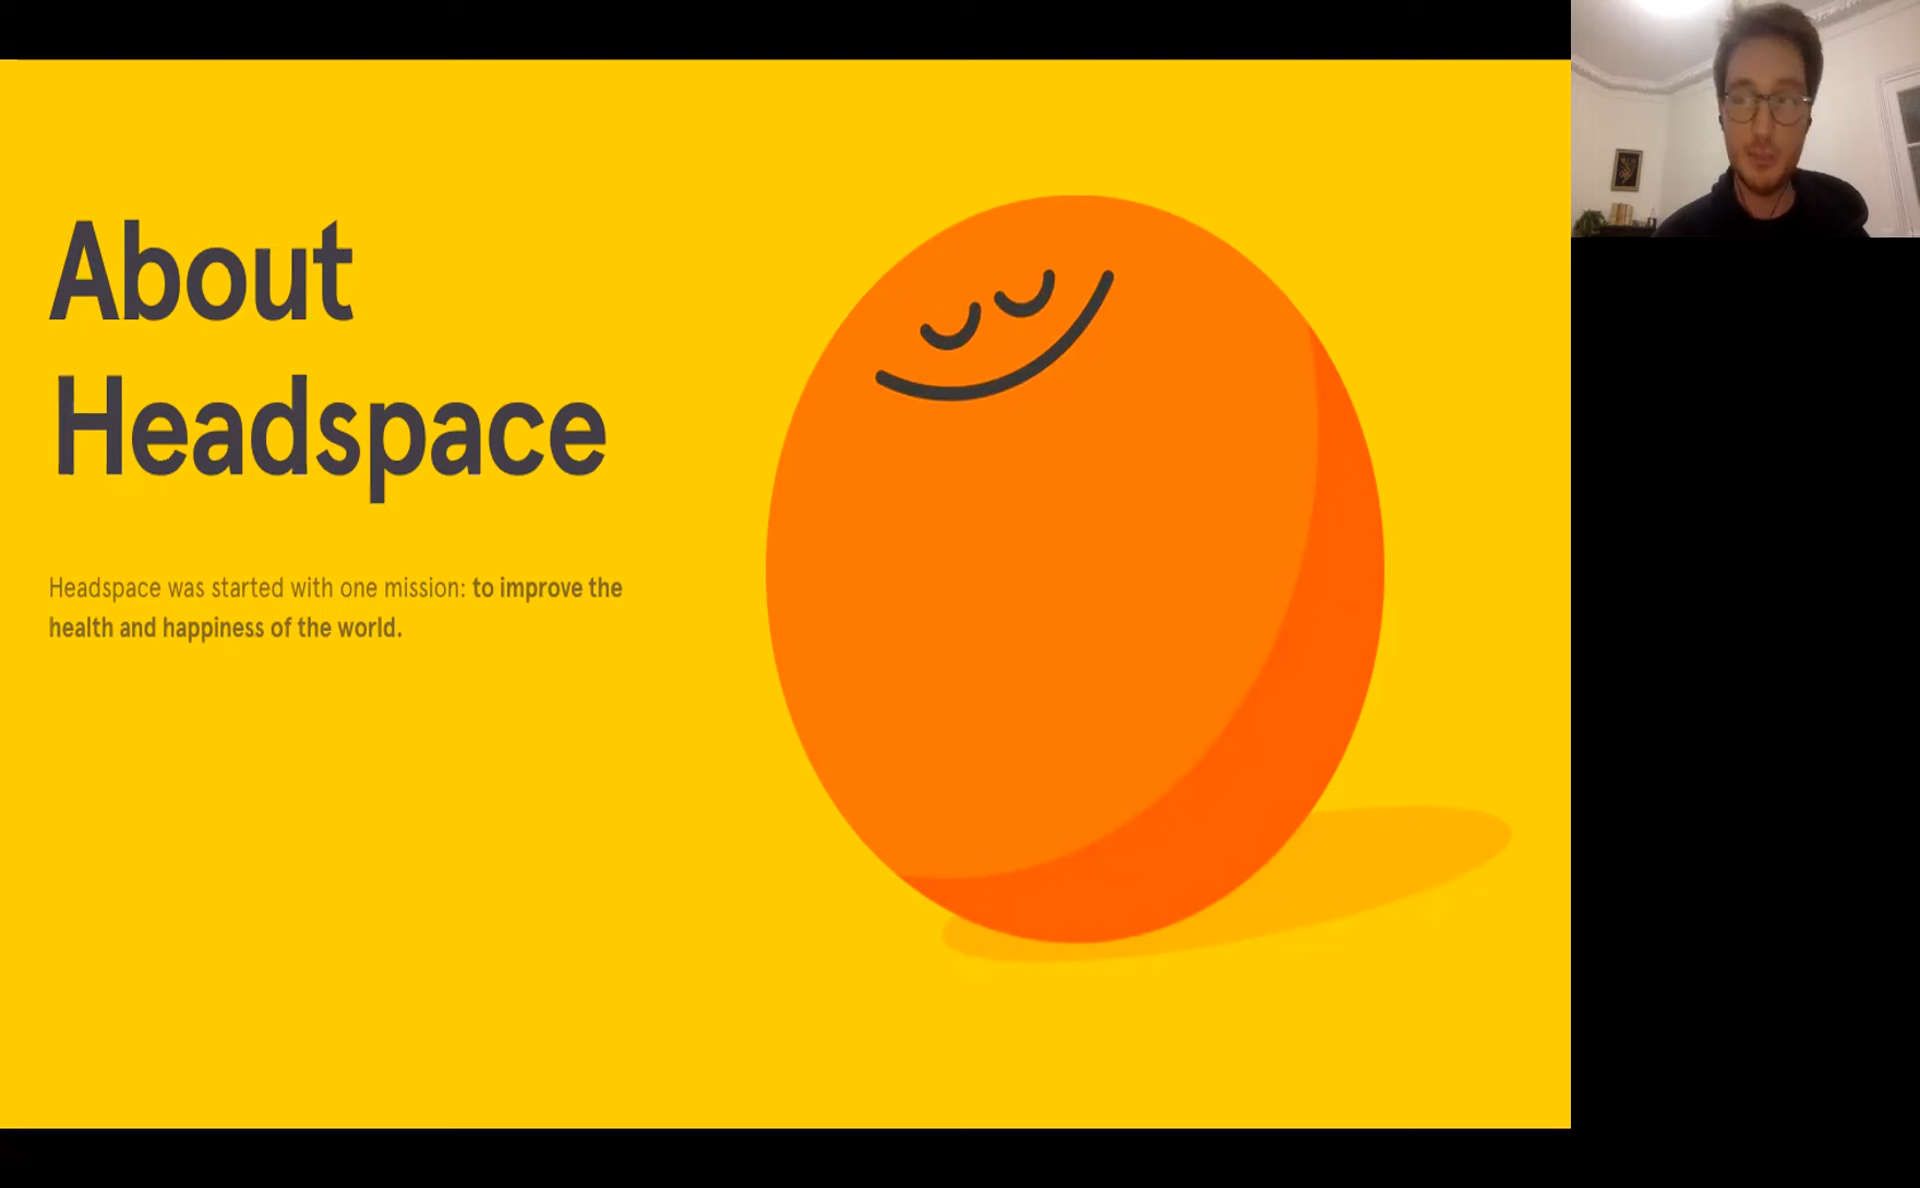 About
Headspace
Headspace was started with one mission: to improve the
health and happiness of the world.